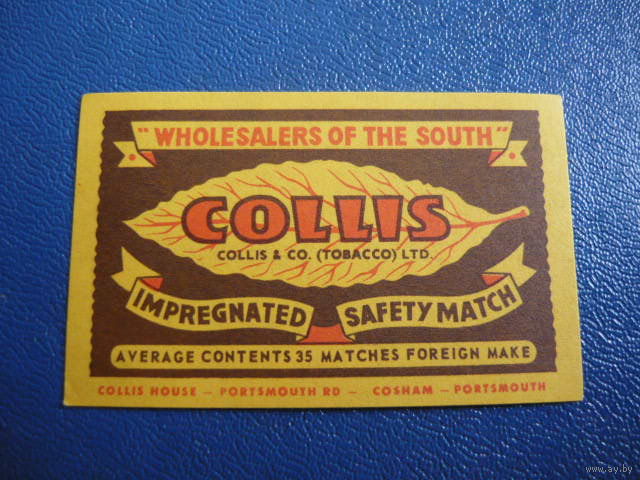 "WHOLESALERS OF THE SOUTH"
COLLIS
COLLIS & CO. (TOBACCO) LTD.
IMPREGNATED SAFETY MATCH
AVERAGE CONTENTS 35 MATCHES FOREIGN MAKE
COLLIS HOUSE – PORTSMOUTH RD – COSHAM – PORTSMOUTH
www.ay.by